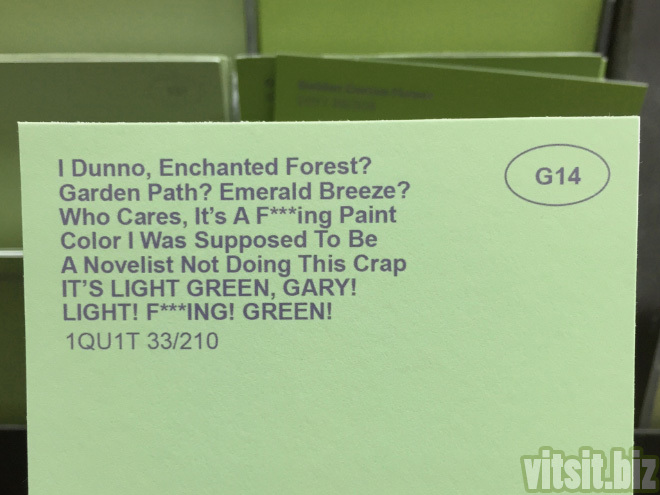 I Dunno, Enchanted Forest?
Garden Path? Emerald Breeze?
Who Cares, It's A F***ing Paint
Color I Was Supposed To Be
A Novelist Not Doing This Crap
IT'S LIGHT GREEN, GARY!
LIGHT! F***ING! GREEN!
1QU1T 33/210
G14
vitsit.biz